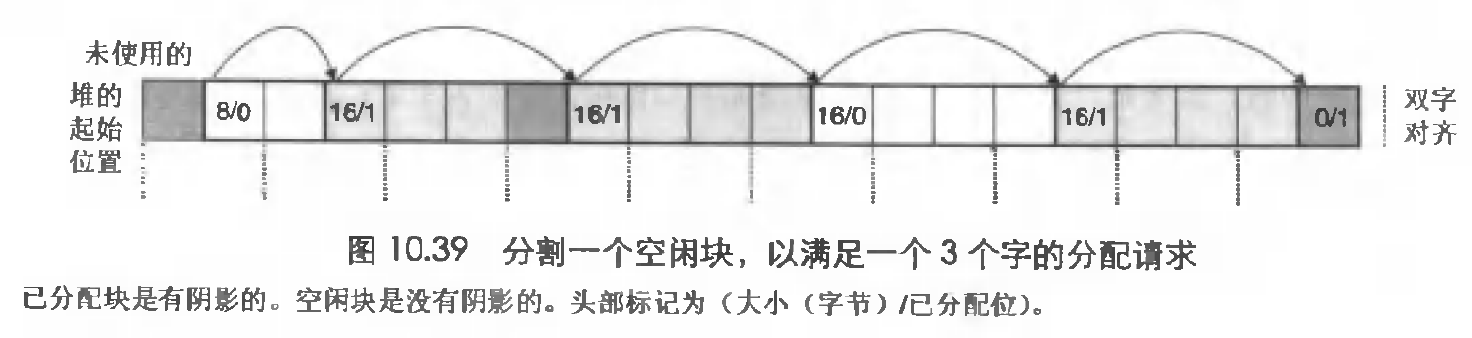 未使用的
堆的
起始
位置
8/0 16/1 16/1 16/0 16/1 0/1
双字
对齐
图 10.39 分割一个空闲块，以满足一个 3 个字的分配请求
已分配块是有阴影的。空闲块是没有阴影的。头部标记为（大小（字节）/已分配位）。